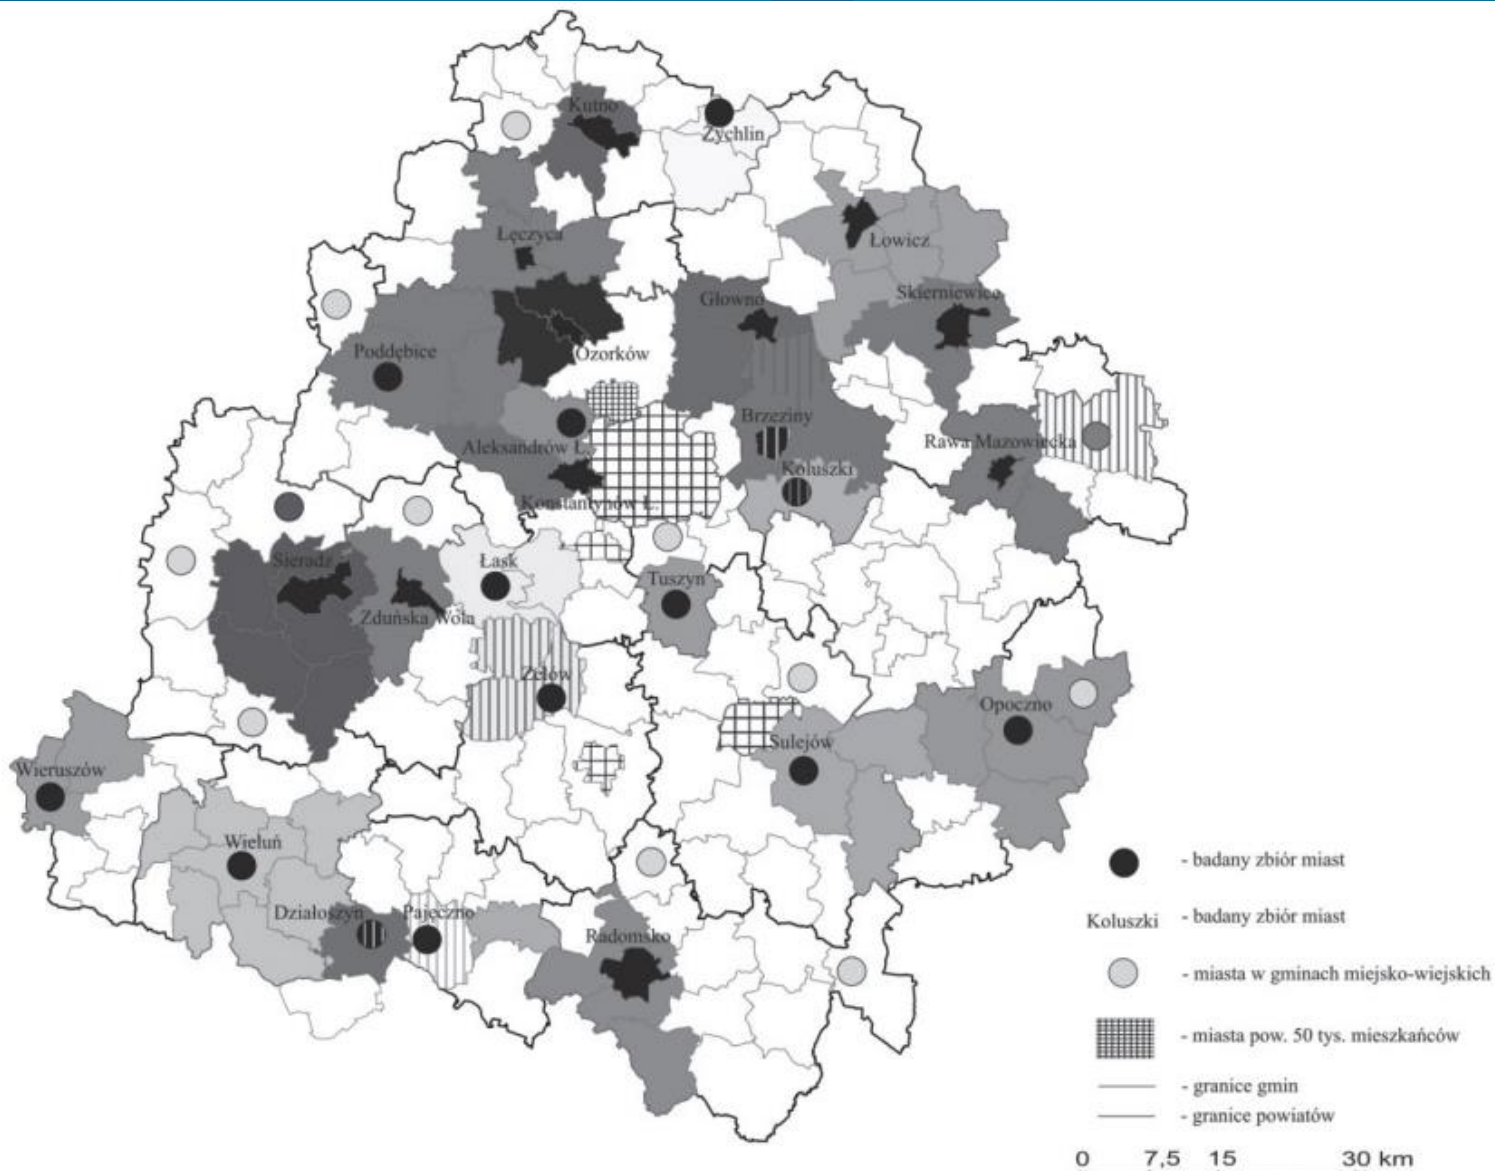 Kutno
Żychlin
Łęczyca
Łowicz
Głowno
Skierniewice
Poddębice
Ozorków
Brzeziny
Aleksandrów Ł.
Rawa Mazowiecka
Koluszki
Konstantynów Ł.
Sieradz
Łask
Tuszyn
Zduńska Wola
Zelów
Opoczno
Sulejów
Wieruszów
Wieluń
- badany zbiór miast
Działoszyn
Pajęczno
Koluszki - badany zbiór miast
Radomsko
- miasta w gminach miejsko-wiejskich
- miasta pow. 50 tys. mieszkańców
- granice gmin
- granice powiatów
0 7,5 15 30 km